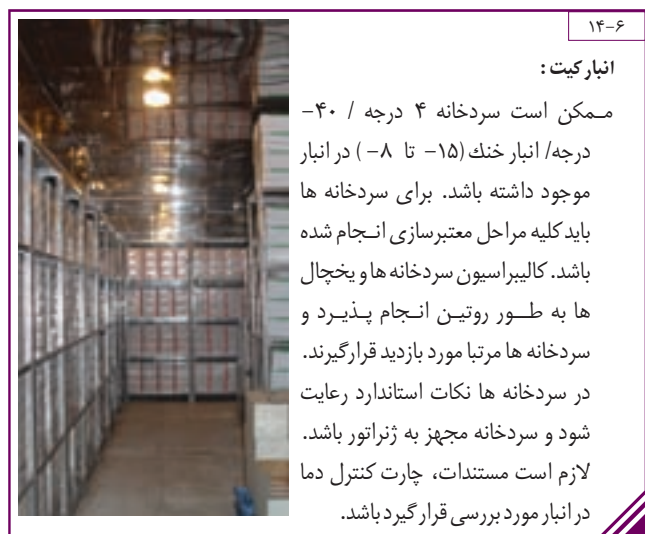 ۱۴-۶
انبار کیت :
مـمکن است سردخانه ۴ درجه / ۴۰-
درجه/ انبار خنك (۱۵- تا ۸- ) در انبار
موجود داشته باشد. برای سردخانه ها
باید کلیه مراحل معتبرسازی انـجام شده
باشد. کالیبراسیون سردخانه ها و یخچال
ها به طــور روتیـن انـجام پـذیـرد و
سردخانه ها مرتبا مورد بازدید قرارگیرند.
در سردخانه ها نکات استاندارد رعایت
شود و سردخانه مجهز به ژنراتور باشد.
لازم است مستندات، چارت کنترل دما
در انبار مورد بررسی قرار گیرد باشد.